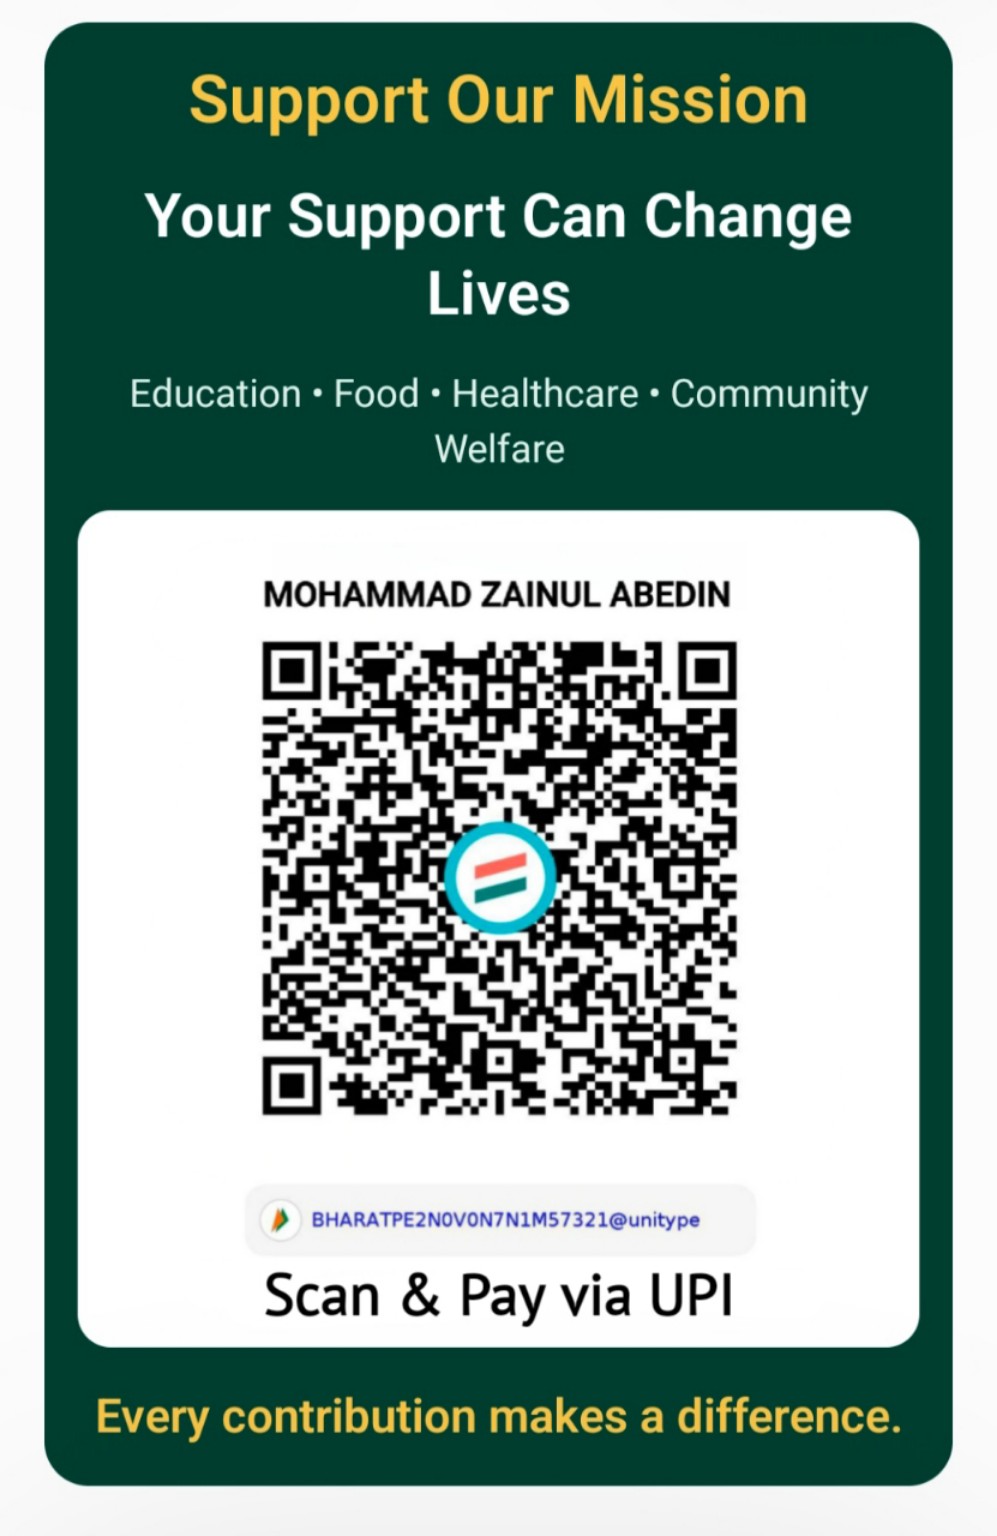 Support Our Mission
Your Support Can Change
Lives
Education • Food • Healthcare • Community
Welfare
MOHAMMAD ZAINUL ABEDIN
BHARATPE2N0V0N7N1M57321@unitype
Scan & Pay via UPI
Every contribution makes a difference.